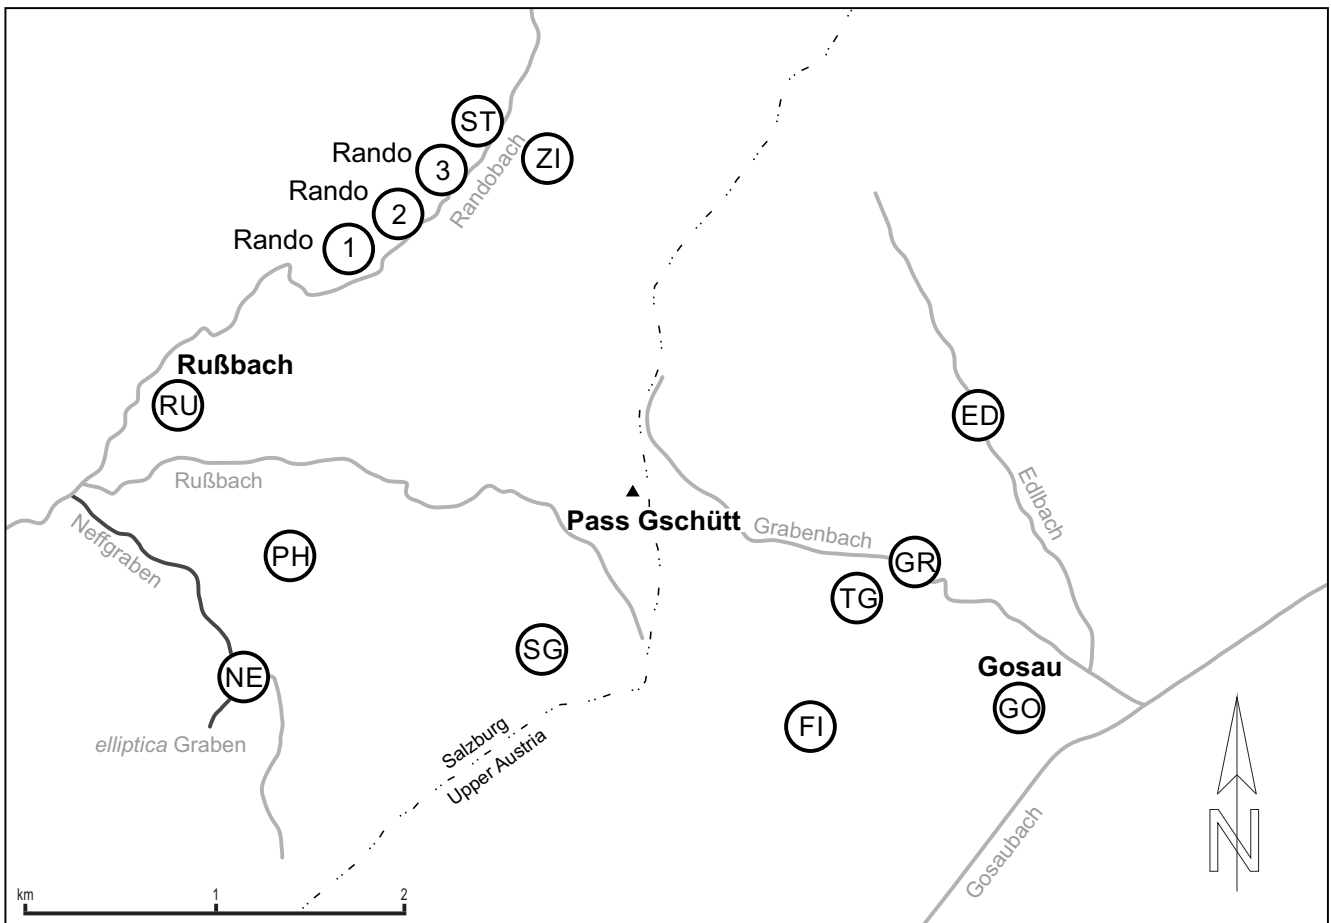 ST
Rando
3
ZI
Randobach
Rando
2
Rando
1
Rußbach
RU
ED
Rußbach
Edlbach
Pass Gschütt
Neffgraben
Grabenbach
PH
GR
TG
SG
Gosau
NE
GO
FI
elliptica Graben
Salzburg
Upper Austria
Gosaubach
N
km
1
2